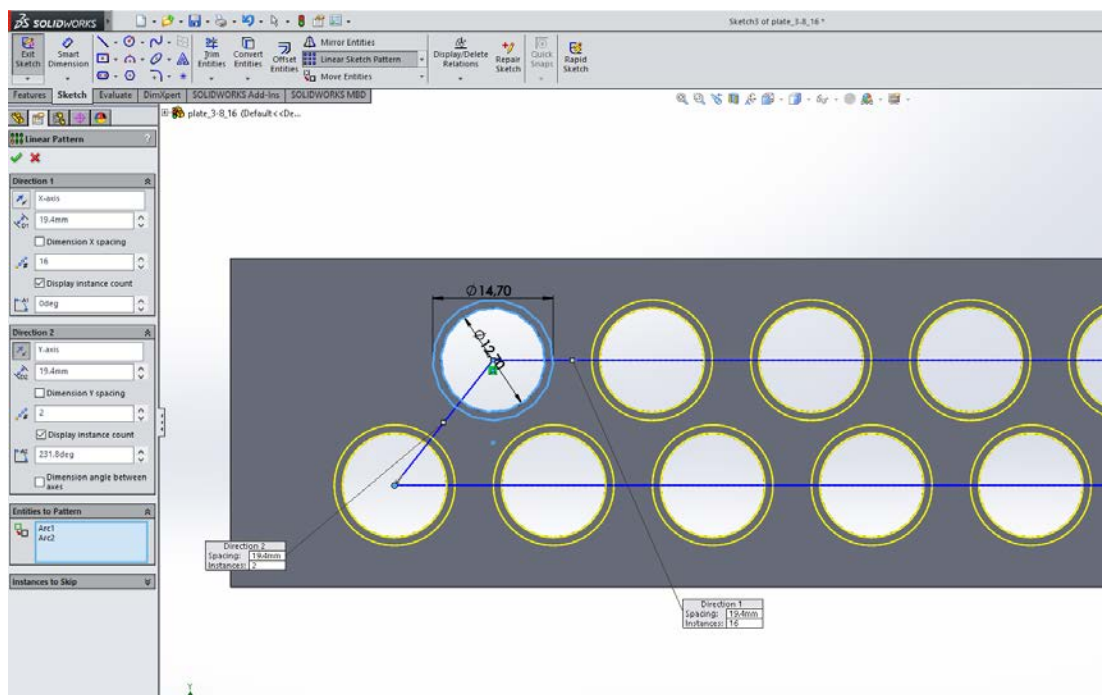 SOLIDWORKS
Sketch3 of plate_3-8_16 *
Exit Sketch
Smart Dimension
Trim Entities
Convert Entities
Offset Entities
Mirror Entities
Linear Sketch Pattern
Move Entities
Display/Delete Relations
Repair Sketch
Quick Snaps
Rapid Sketch
Features Sketch Evaluate DimXpert SOLIDWORKS Add-Ins SOLIDWORKS MBD
plate_3-8_16 (Default<<De...
Linear Pattern ?
Direction 1
X-axis
D1 19.4mm
Dimension X spacing
16
Display instance count
0deg
Direction 2
Y-axis
19.4mm
Dimension Y spacing
2
Display instance count
231.8deg
Dimension angle between axes
Entities to Pattern
Arc1
Arc2
Instances to Skip
Ø14,70
Ø12,70
Direction 2
Spacing: 19.4mm
Instances: 2
Direction 1
Spacing: 19.4mm
Instances: 16
Y